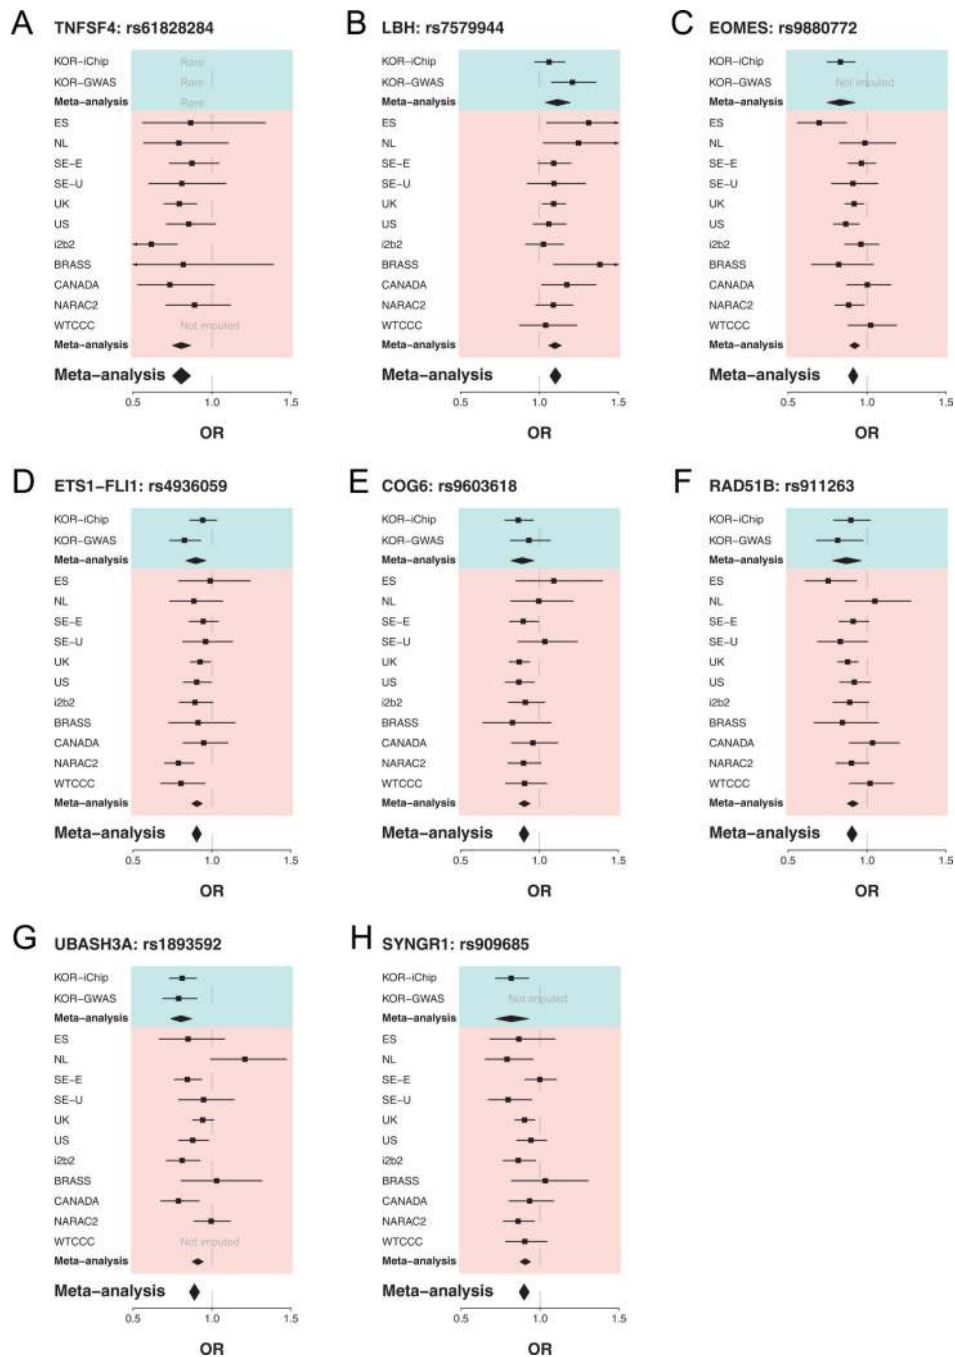 A TNFSF4: rs61828284
KOR-iChip Rare
KOR-GWAS Rare
Meta-analysis Rare
ES
NL
SE-E
SE-U
UK
US
i2b2
BRASS
CANADA
NARAC2
WTCCC Not imputed
Meta-analysis
Meta-analysis
0.5 1.0 1.5
OR
B LBH: rs7579944
KOR-iChip
KOR-GWAS
Meta-analysis
ES
NL
SE-E
SE-U
UK
US
i2b2
BRASS
CANADA
NARAC2
WTCCC
Meta-analysis
Meta-analysis
0.5 1.0 1.5
OR
C EOMES: rs9880772
KOR-iChip
KOR-GWAS Not imputed
Meta-analysis
ES
NL
SE-E
SE-U
UK
US
i2b2
BRASS
CANADA
NARAC2
WTCCC
Meta-analysis
Meta-analysis
0.5 1.0 1.5
OR
D ETS1-FLI1: rs4936059
KOR-iChip
KOR-GWAS
Meta-analysis
ES
NL
SE-E
SE-U
UK
US
i2b2
BRASS
CANADA
NARAC2
WTCCC
Meta-analysis
Meta-analysis
0.5 1.0 1.5
OR
E COG6: rs9603618
KOR-iChip
KOR-GWAS
Meta-analysis
ES
NL
SE-E
SE-U
UK
US
i2b2
BRASS
CANADA
NARAC2
WTCCC
Meta-analysis
Meta-analysis
0.5 1.0 1.5
OR
F RAD51B: rs911263
KOR-iChip
KOR-GWAS
Meta-analysis
ES
NL
SE-E
SE-U
UK
US
i2b2
BRASS
CANADA
NARAC2
WTCCC
Meta-analysis
Meta-analysis
0.5 1.0 1.5
OR
G UBASH3A: rs1893592
KOR-iChip
KOR-GWAS
Meta-analysis
ES
NL
SE-E
SE-U
UK
US
i2b2
BRASS
CANADA
NARAC2
WTCCC Not imputed
Meta-analysis
Meta-analysis
0.5 1.0 1.5
OR
H SYNGR1: rs909685
KOR-iChip
KOR-GWAS Not imputed
Meta-analysis
ES
NL
SE-E
SE-U
UK
US
i2b2
BRASS
CANADA
NARAC2
WTCCC
Meta-analysis
Meta-analysis
0.5 1.0 1.5
OR